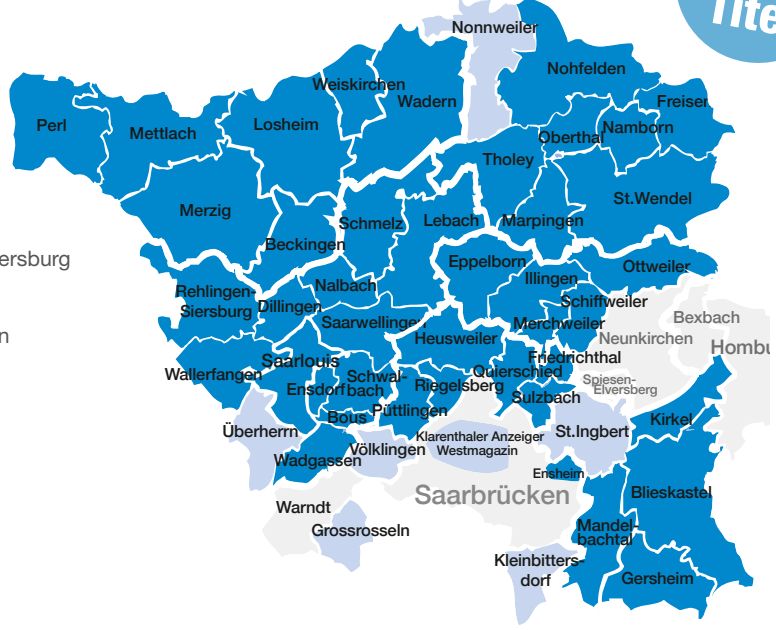 Tite
Nonnweiler
Nohfelden
Weiskirchen
Wadern
Freisen
Perl
Mettlach
Losheim
Oberthal
Namborn
Tholey
St.Wendel
Merzig
Schmelz
Lebach
Marpingen
Beckingen
ersburg
Eppelborn
Ottweiler
Illingen
Nalbach
Rehlingen-
Siersburg
Dillingen
Schiffweiler
Saarwellingen
Merchweiler
Bexbach
n
Heusweiler
Neunkirchen
Hombu
Saarlouis
Friedrichthal
Wallerfangen
Quierschied
Schwal-
bach
Ensdorf
Riegelsberg
Spiesen-
Elversberg
Sulzbach
Bous
Püttlingen
Kirkel
Überherrn
Klarenthaler Anzeiger
Westmagazin
St.Ingbert
Völklingen
Wadgassen
Ensheim
Saarbrücken
Blieskastel
Warndt
Grossrosseln
Mandel-
bachtal
Kleinbitters-
dorf
Gersheim